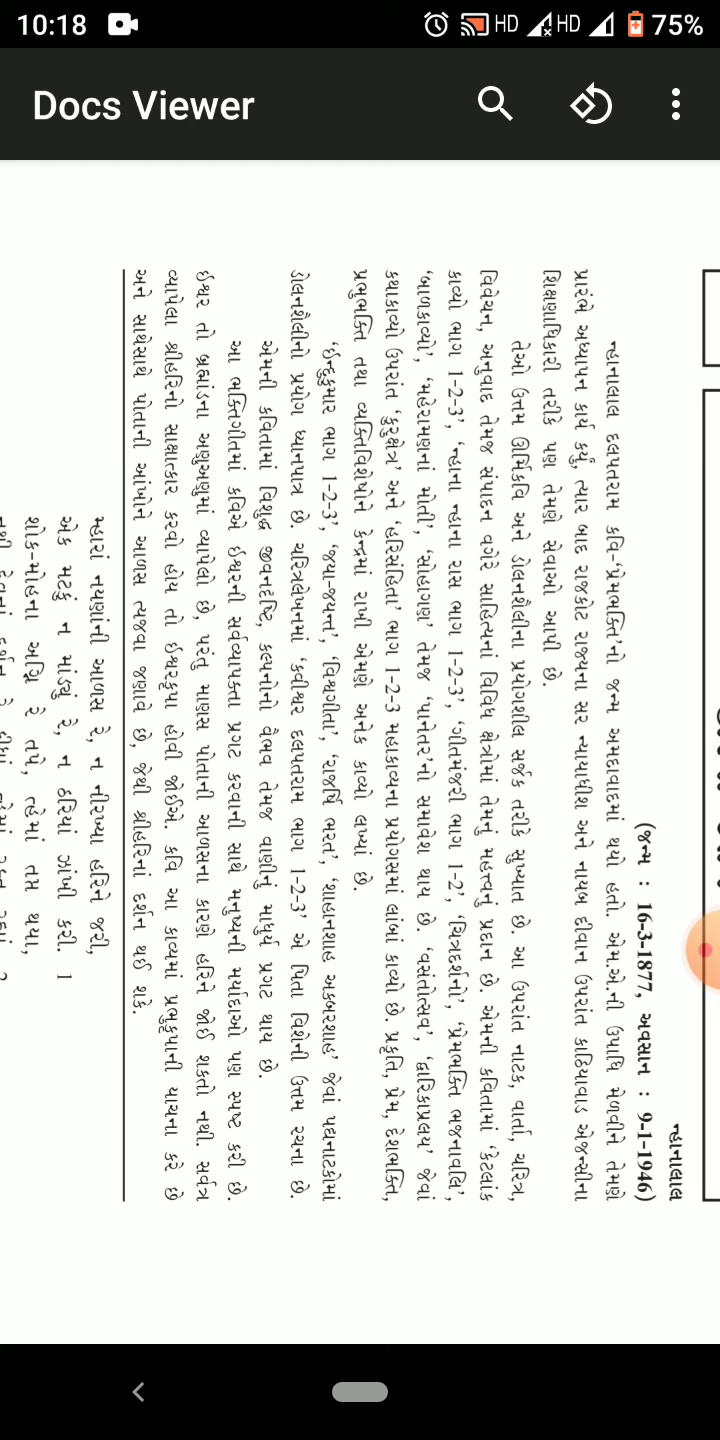 10:18
HD
HD
75%
Docs Viewer
ન્હાનાલાલ
(જન્મ : 16-3-1877, અવસાન : 9-1-1946)
ન્હાનાલાલ દલપતરામ કવિ-‘પ્રેમભક્તિ’નો જન્મ અમદાવાદમાં થયો હતો. એમ.એ.ની ઉપાધિ મેળવીને તેમણે
પ્રારંભે અધ્યાપન કાર્ય કર્યું, ત્યાર બાદ રાજકોટ રાજ્યના સર ન્યાયાધીશ અને નાયબ દીવાન ઉપરાંત કાઠિયાવાડ એજન્સીના
શિક્ષણાધિકારી તરીકે પણ તેમણે સેવાઓ આપી છે.
તેઓ ઉત્તમ ઊર્મિકવિ અને ડોલનશૈલીના પ્રયોગશીલ સર્જક તરીકે સુખ્યાત છે. આ ઉપરાંત નાટક, વાર્તા, ચરિત્ર,
વિવેચન, અનુવાદ તેમજ સંપાદન વગેરે સાહિત્યનાં વિવિધ ક્ષેત્રોમાં તેમનું મહત્ત્વનું પ્રદાન છે. એમની કવિતામાં ‘કેટલાંક
કાવ્યો ભાગ 1-2-3’, ‘ન્હાના ન્હાના રાસ ભાગ 1-2-3’, ‘ગીતમંજરી ભાગ 1-2’, ‘ચિત્રદર્શનો’, ‘પ્રેમભક્તિ ભજનાવલિ’,
‘બાળકાવ્યો’, ‘મહેરામણનાં મોતી’, ‘સોહાગણ’ તેમજ ‘પાનેતર’નો સમાવેશ થાય છે. ‘વસંતોત્સવ’, ‘દ્વારિકાપ્રલય’ જેવાં
કથાકાવ્યો ઉપરાંત ‘કુરુક્ષેત્ર’ અને ‘હરિસંહિતા’ ભાગ 1-2-3 મહાકાવ્યના પ્રયોગસમાં લાંબાં કાવ્યો છે, પ્રકૃતિ, પ્રેમ, દેશભક્તિ,
પ્રભુભક્તિ તથા વ્યક્તિવિશેષોને કેન્દ્રમાં રાખી એમણે અનેક કાવ્યો લખ્યાં છે.
‘ઈન્દુકુમાર ભાગ 1-2-3’, ‘જયા-જયન્ત’, ‘વિશ્વગીતા’, ‘રાજર્ષિ ભરત’, ‘શાહાનશાહ અકબરશાહ’ જેવાં પદ્યનાટકોમાં
ડોલનશૈલીનો પ્રયોગ ધ્યાનપાત્ર છે. ચરિત્રલેખનમાં ‘કવીશ્વર દલપતરામ ભાગ 1-2-3’ એ પિતા વિશેની ઉત્તમ રચના છે.
એમની કવિતામાં વિશુદ્ધ જીવનદૃષ્ટિ, કલ્પનોનો વૈભવ તેમજ વાણીનું માધુર્ય પ્રગટ થાય છે.
આ ભક્તિગીતમાં કવિએ ઈશ્વરની સર્વવ્યાપકતા પ્રગટ કરવાની સાથે મનુષ્યની મર્યાદાઓ પણ સ્પષ્ટ કરી છે.
ઈશ્વર તો બ્રહ્માંડના અણુઅણુમાં વ્યાપેલો છે, પરંતુ માણસ પોતાની આળસના કારણે હરિને જોઈ શકતો નથી. સર્વત્ર
વ્યાપેલા શ્રીહરિનો સાક્ષાત્કાર કરવો હોય તો ઈશ્વરકૃપા હોવી જોઈએ. કવિ આ કાવ્યમાં પ્રભુકૃપાની યાચના કરે છે
અને સાથેસાથે પોતાની આંખોને આળસ ત્યજવા જણાવે છે, જેથી શ્રીહરિનાં દર્શન થઈ શકે.
મ્હારાં નયણાંની આળસ રે, ન નીરખ્યા હરિને જરી,
એક મટકું ન માંડ્યું રે, ન ઠરિયાં ઝાંખી કરી. 1
શોક-મોહના અગ્નિ રે તપે, ત્હેમાં તપ્ત થયા,